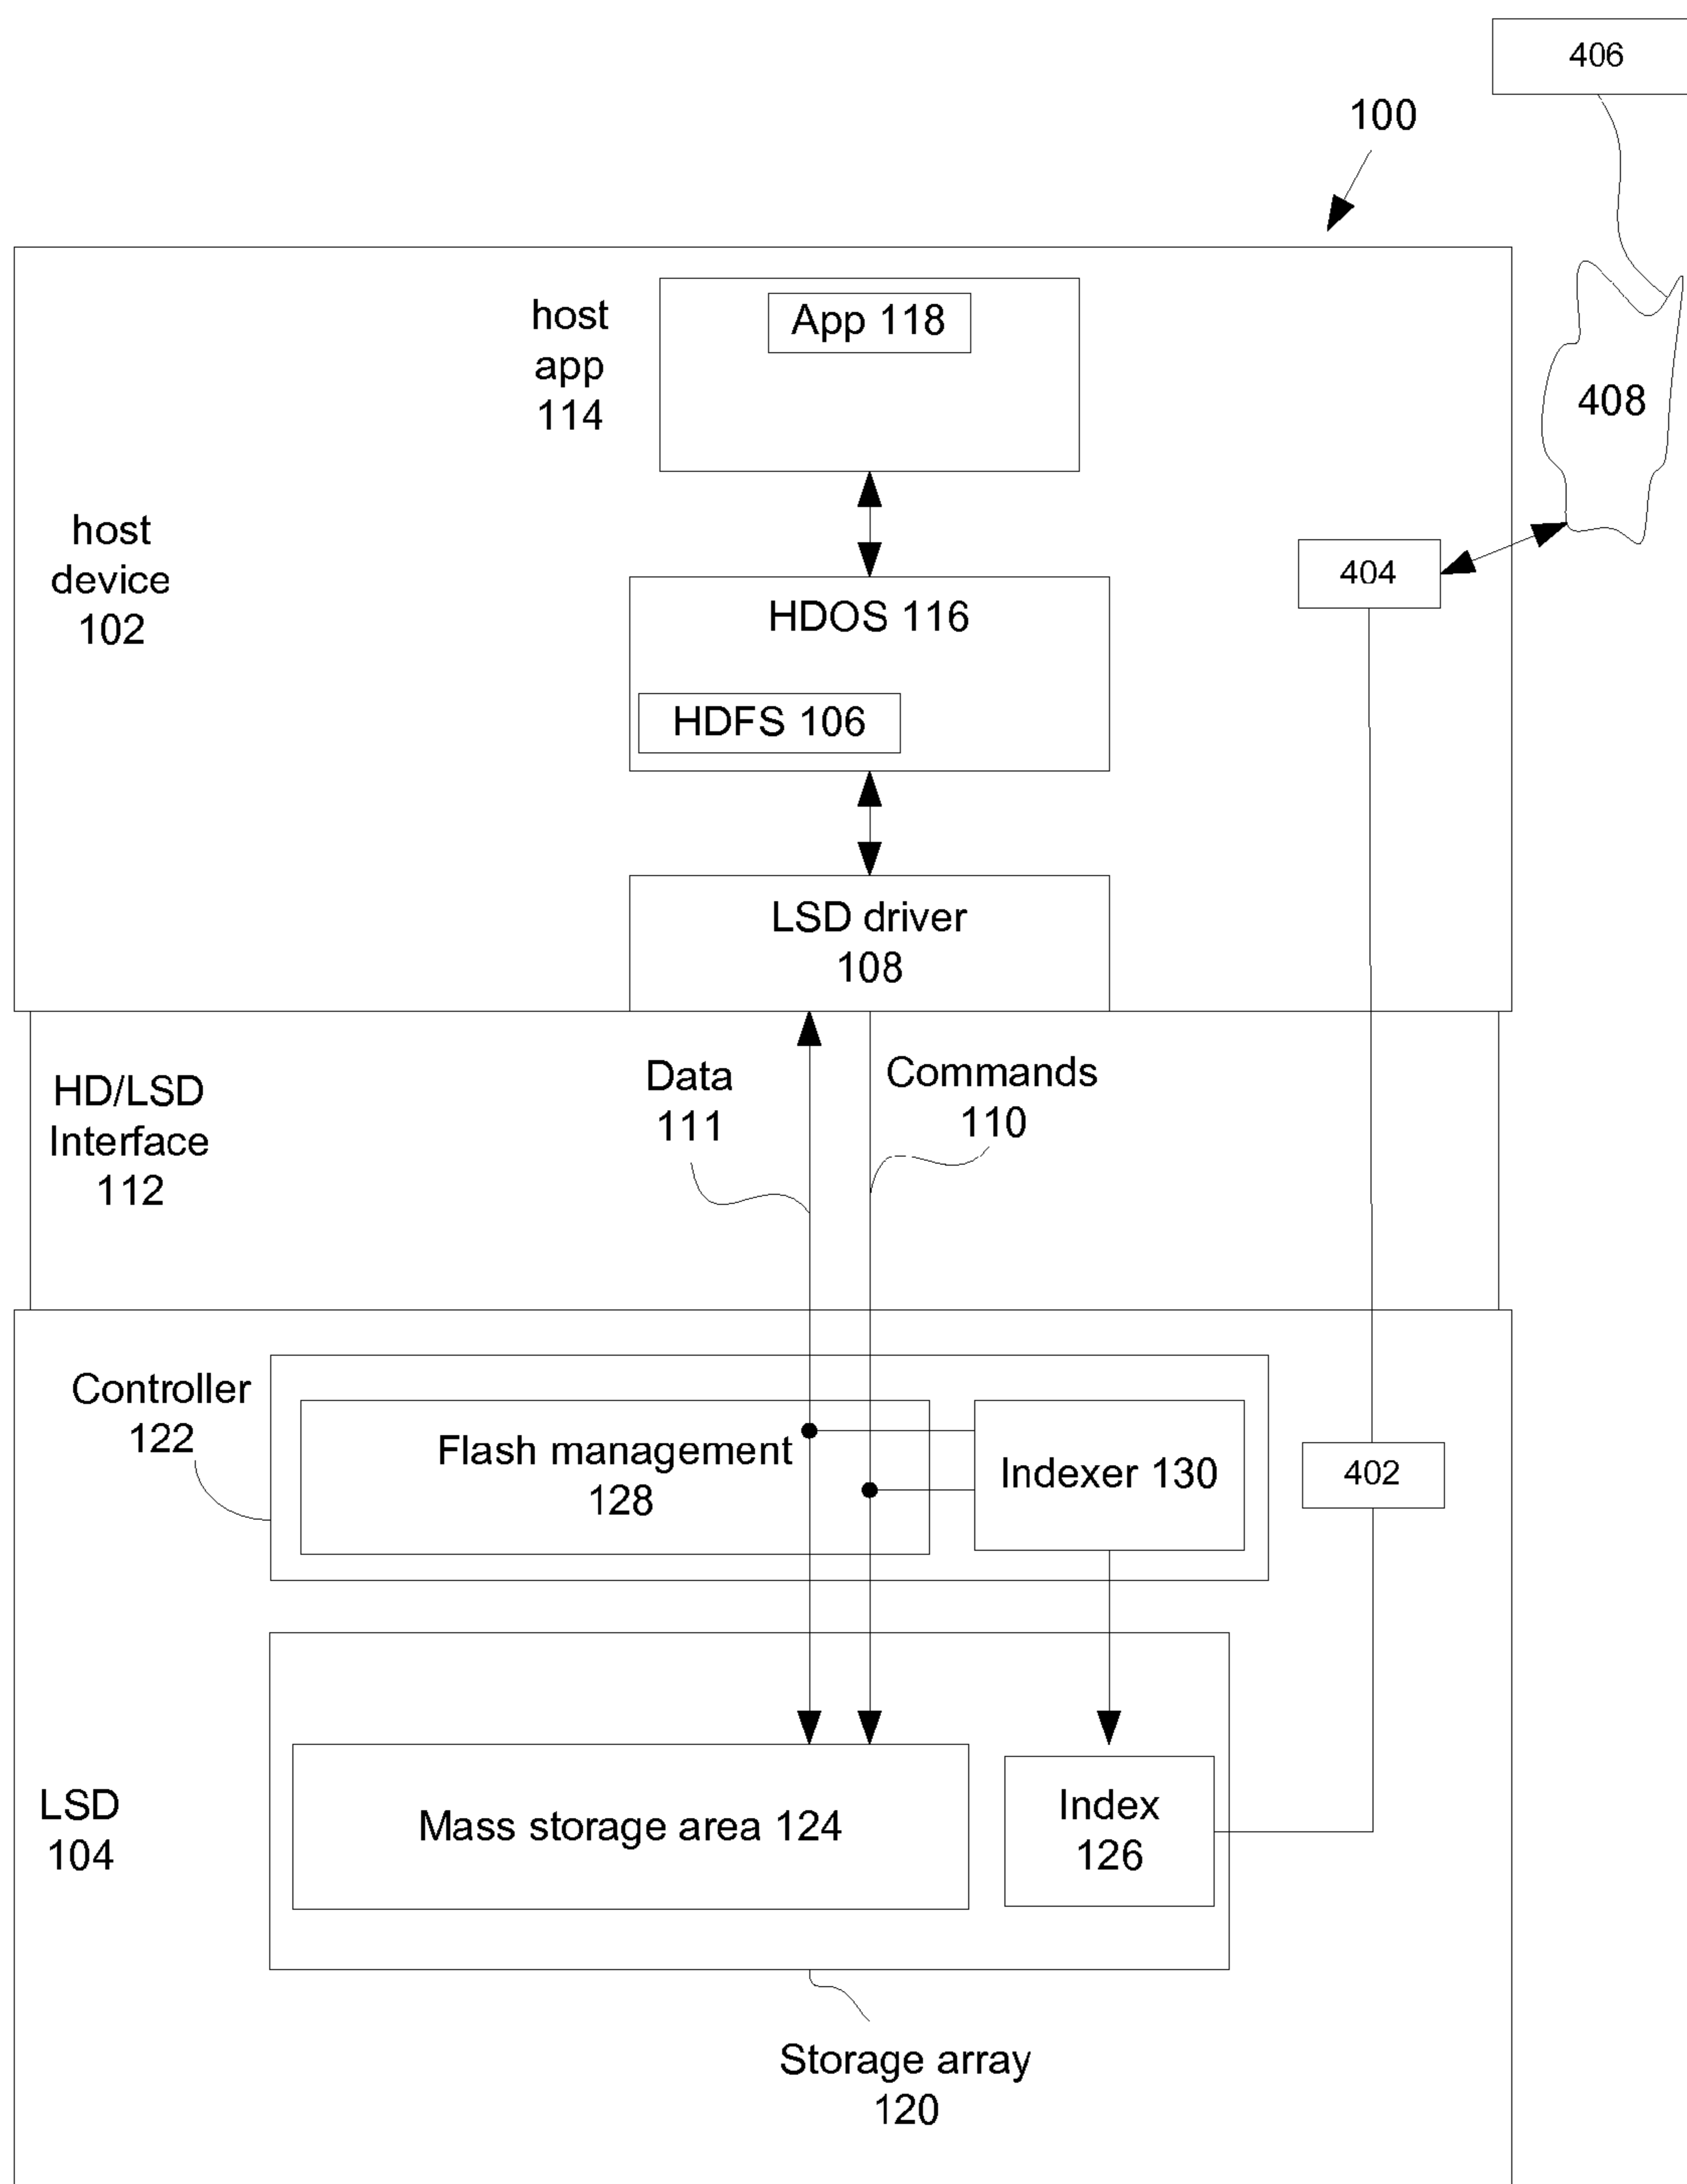 406
100
host
app
114
App 118
408
host
device
102
404
HDOS 116
HDFS 106
LSD driver
108
HD/LSD
Interface
112
Data
111
Commands
110
Controller
122
Flash management
128
Indexer 130
402
LSD
104
Mass storage area 124
Index
126
Storage array
120